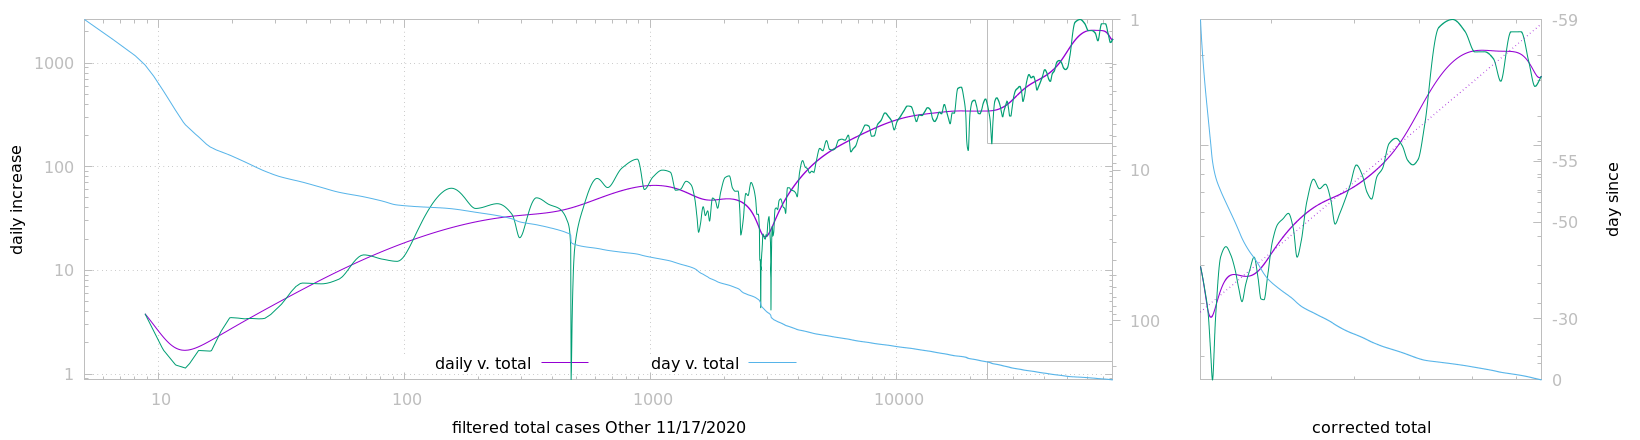 daily increase
1000
100
10
1
10
100
1000
10000
1
10
100
daily v. total
day v. total
filtered total cases Other 11/17/2020
-59
-55
-50
-30
0
day since
corrected total